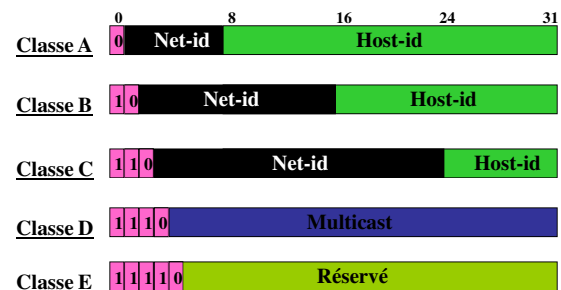 0 8 16 24 31
Classe A 0 Net-id Host-id
Classe B 1 0 Net-id Host-id
Classe C 1 1 0 Net-id Host-id
Classe D 1 1 1 0 Multicast
Classe E 1 1 1 1 0 Réservé